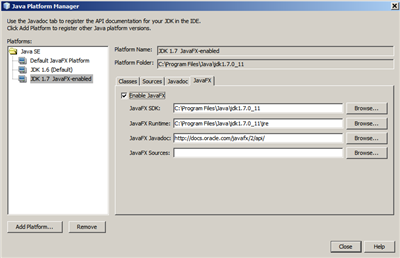 Java Platform Manager
Use the Javadoc tab to register the API documentation for your JDK in the IDE.
Click Add Platform to register other Java platform versions.
Platforms:
Java SE
Default JavaFX Platform
JDK 1.6 (Default)
JDK 1.7 JavaFX-enabled
Platform Name: JDK 1.7 JavaFX-enabled
Platform Folder: C:\Program Files\Java\jdk1.7.0_11
Classes Sources Javadoc JavaFX
Enable JavaFX
JavaFX SDK: C:\Program Files\Java\jdk1.7.0_11 Browse...
JavaFX Runtime: C:\Program Files\Java\jdk1.7.0_11\jre Browse...
JavaFX Javadoc: http://docs.oracle.com/javafx/2/api/ Browse...
JavaFX Sources: Browse...
Add Platform... Remove
Close Help